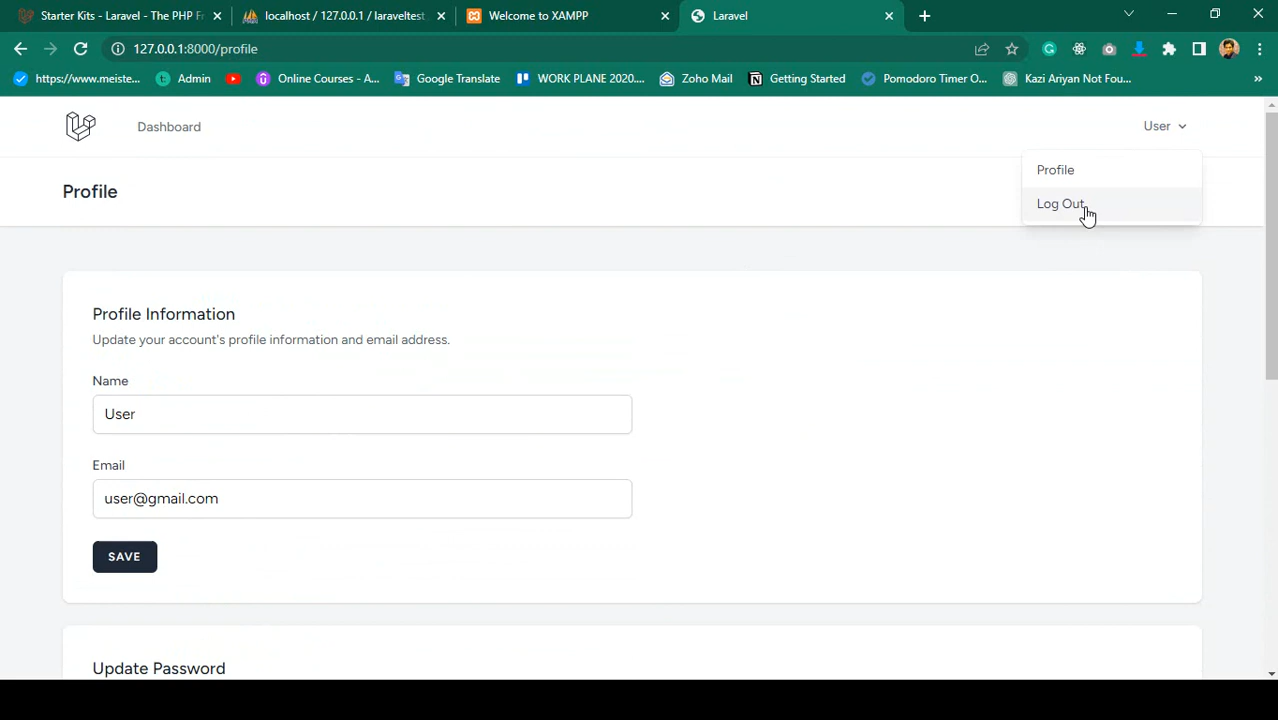 Starter Kits - Laravel - The PHP Fr
localhost / 127.0.0.1 / laraveltest
Welcome to XAMPP
Laravel
127.0.0.1:8000/profile
https://www.meiste...
Admin
Online Courses - A...
Google Translate
WORK PLANE 2020....
Zoho Mail
Getting Started
Pomodoro Timer O...
Kazi Ariyan Not Fou...
Dashboard
User
Profile
Log Out
Profile
Profile Information
Update your account's profile information and email address.
Name
User
Email
user@gmail.com
SAVE
Update Password